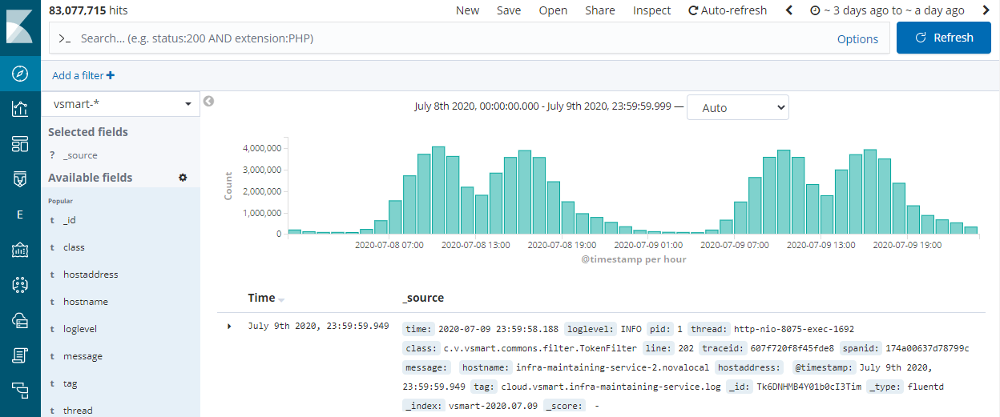 83,077,715 hits
New Save Open Share Inspect Auto-refresh ~ 3 days ago to ~ a day ago
>_ Search... (e.g. status:200 AND extension:PHP) Options Refresh
Add a filter +
vsmart-*
July 8th 2020, 00:00:00.000 - July 9th 2020, 23:59:59.999 — Auto
Selected fields
? _source
Available fields
Popular
t _id
t class
t hostaddress
t hostname
t loglevel
t message
t tag
t thread
E
Count
4,000,000
3,000,000
2,000,000
1,000,000
0
2020-07-08 07:00 2020-07-08 13:00 2020-07-08 19:00 2020-07-09 01:00 2020-07-09 07:00 2020-07-09 13:00 2020-07-09 19:00
@timestamp per hour
Time _source
July 9th 2020, 23:59:59.949 time: 2020-07-09 23:59:58.188 loglevel: INFO pid: 1 thread: http-nio-8075-exec-1692
class: c.v.vsmart.commons.filter.TokenFilter line: 202 traceid: 607f720f8f45fde8 spanid: 174a00637d78799c
message: hostname: infra-maintaining-service-2.novalocal hostaddress: @timestamp: July 9th 2020,
23:59:59.949 tag: cloud.vsmart.infra-maintaining-service.log _id: Tk6DNHMB4Y01b0cI3Tim _type: fluentd
_index: vsmart-2020.07.09 _score: -